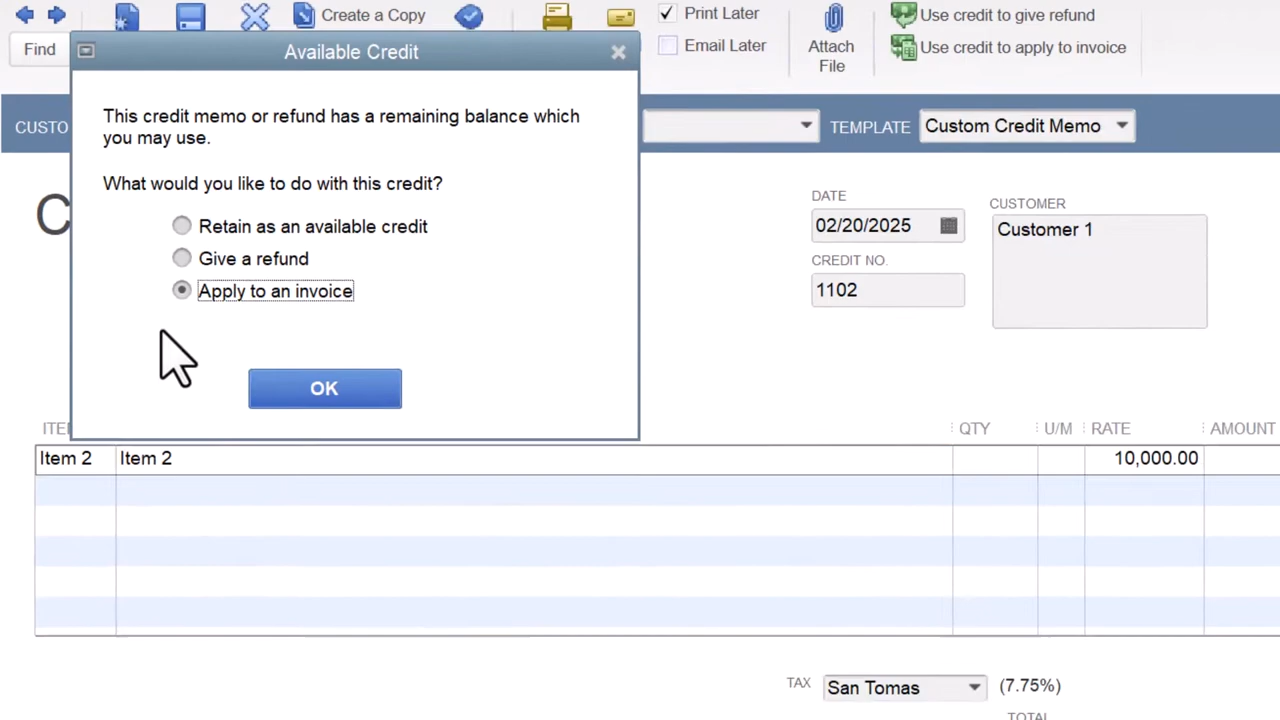 Create a Copy
Print Later
Use credit to give refund
Find
Email Later
Attach
File
Use credit to apply to invoice
Available Credit
This credit memo or refund has a remaining balance which
you may use.
What would you like to do with this credit?
Retain as an available credit
Give a refund
Apply to an invoice
OK
CUSTO
TEMPLATE
Custom Credit Memo
C
DATE
02/20/2025
CUSTOMER
Customer 1
CREDIT NO.
1102
ITE
QTY
U/M
RATE
AMOUNT
Item 2
Item 2
10,000.00
TAX
San Tomas
(7.75%)
TOTAL